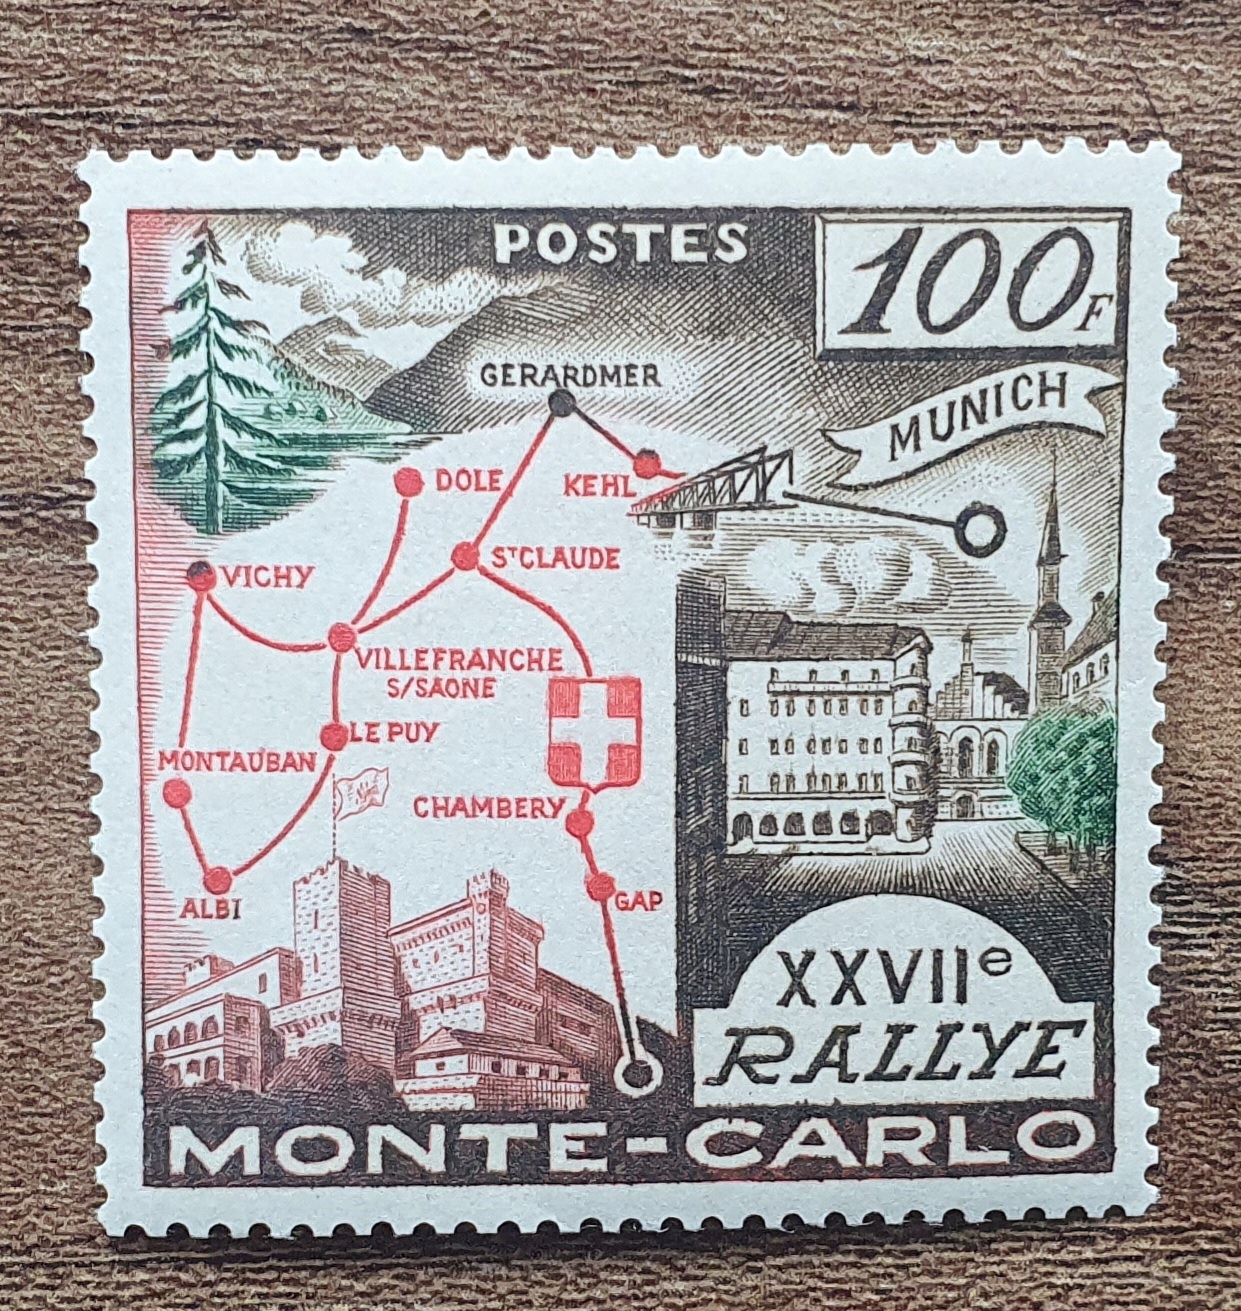 POSTES
100F
MUNICH
GERARDMER
DOLE
KEHL
STCLAUDE
VICHY
VILLEFRANCHE
S/SAONE
LE PUY
MONTAUBAN
CHAMBERY
ALBI
GAP
XXVIIe
RALLYE
MONTE-CARLO